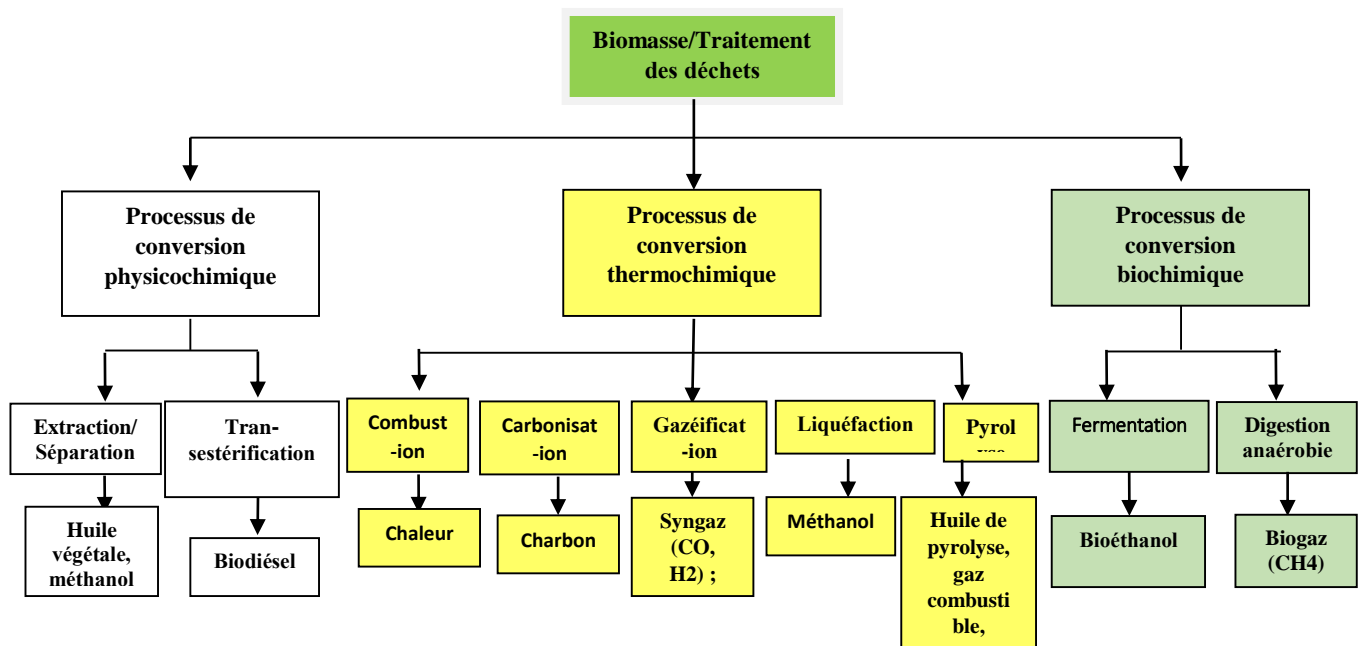 Biomasse/Traitement
des déchets
Processus de
conversion
physicochimique
Processus de
conversion
thermochimique
Processus de
conversion
biochimique
Extraction/
Séparation
Tran-
sestérification
Combust
-ion
Carbonisat
-ion
Gazéificat
-ion
Liquéfaction
Pyrol
Fermentation
Digestion
anaérobie
Huile
végétale,
méthanol
Biodiésel
Chaleur
Charbon
Syngaz
(CO,
H2) ;
Méthanol
Huile de
pyrolyse,
gaz
combusti
ble,
Bioéthanol
Biogaz
(CH4)